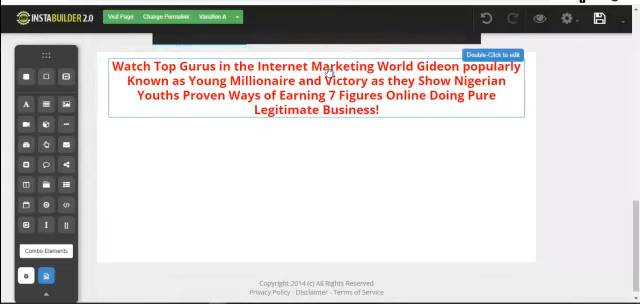 INSTABUILDER 2.0 Visit Page Change Permalink Variation A
Double-Click to edit
Watch Top Gurus in the Internet Marketing World Gideon popularly
Known as Young Millionaire and Victory as they Show Nigerian
Youths Proven Ways of Earning 7 Figures Online Doing Pure
Legitimate Business!
Combo Elements
Copyright 2014 (c) All Rights Reserved
Privacy Policy - Disclaimer - Terms of Service